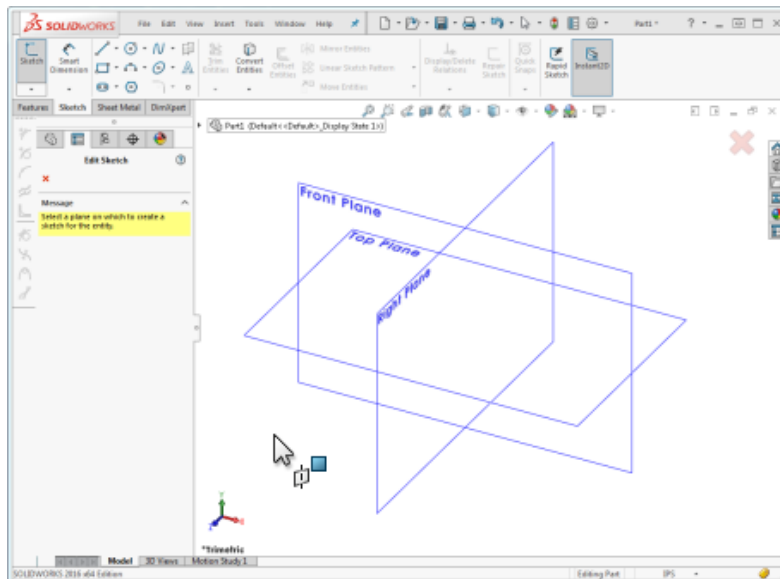 SOLIDWORKS File Edit View Insert Tools Window Help Part1 * ?
Sketch Smart Dimension Trim Entities Convert Entities Offset Entities Mirror Entities Linear Sketch Pattern Move Entities Display/Delete Relations Repair Sketch Quick Snaps Rapid Sketch Instant2D
Features Sketch Sheet Metal DimXpert
Part1 (Default<<Default>_Display State 1>)
Edit Sketch
Message
Select a plane on which to create a
sketch for the entity.
Front Plane
Top Plane
Right Plane
*Trimetric
Model 3D Views Motion Study 1
SOLIDWORKS 2016 x64 Edition Editing Part IPS